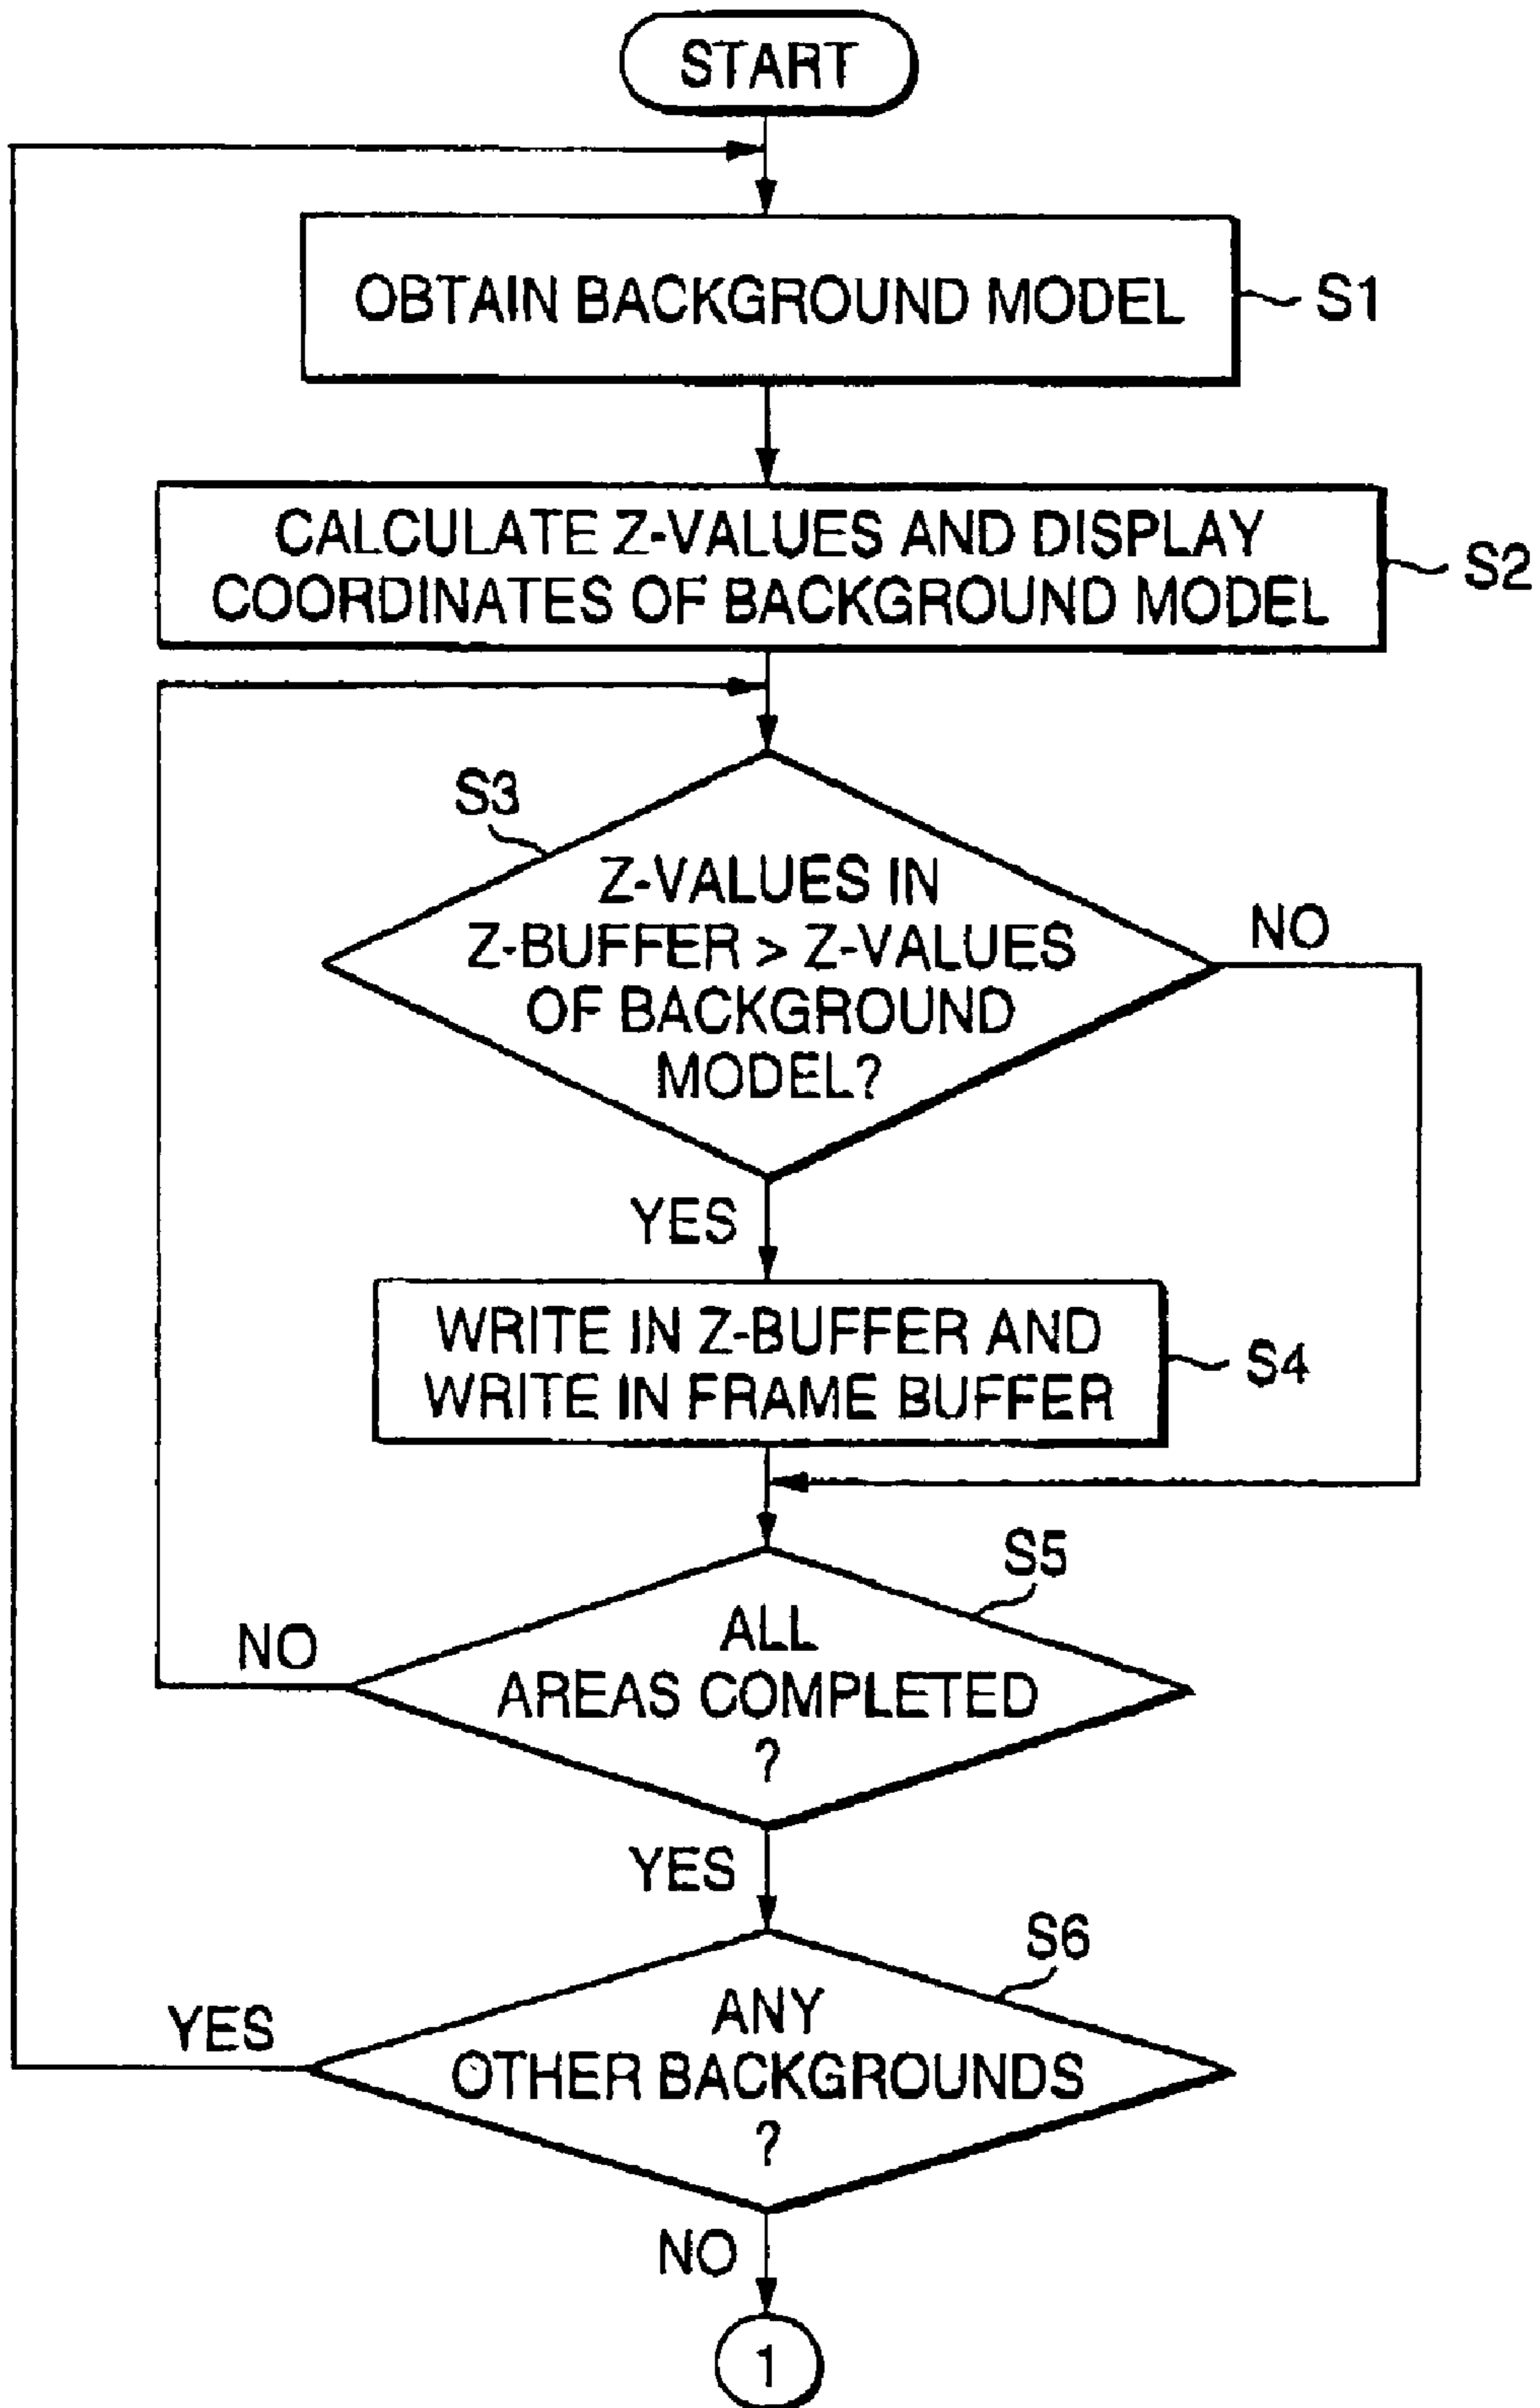 START
OBTAIN BACKGROUND MODEL
S1
CALCULATE Z-VALUES AND DISPLAY
COORDINATES OF BACKGROUND MODEL
S2
S3
Z-VALUES IN
Z-BUFFER > Z-VALUES
OF BACKGROUND
MODEL?
NO
YES
WRITE IN Z-BUFFER AND
WRITE IN FRAME BUFFER
S4
S5
ALL
AREAS COMPLETED
?
NO
YES
S6
ANY
OTHER BACKGROUNDS
?
YES
NO
1